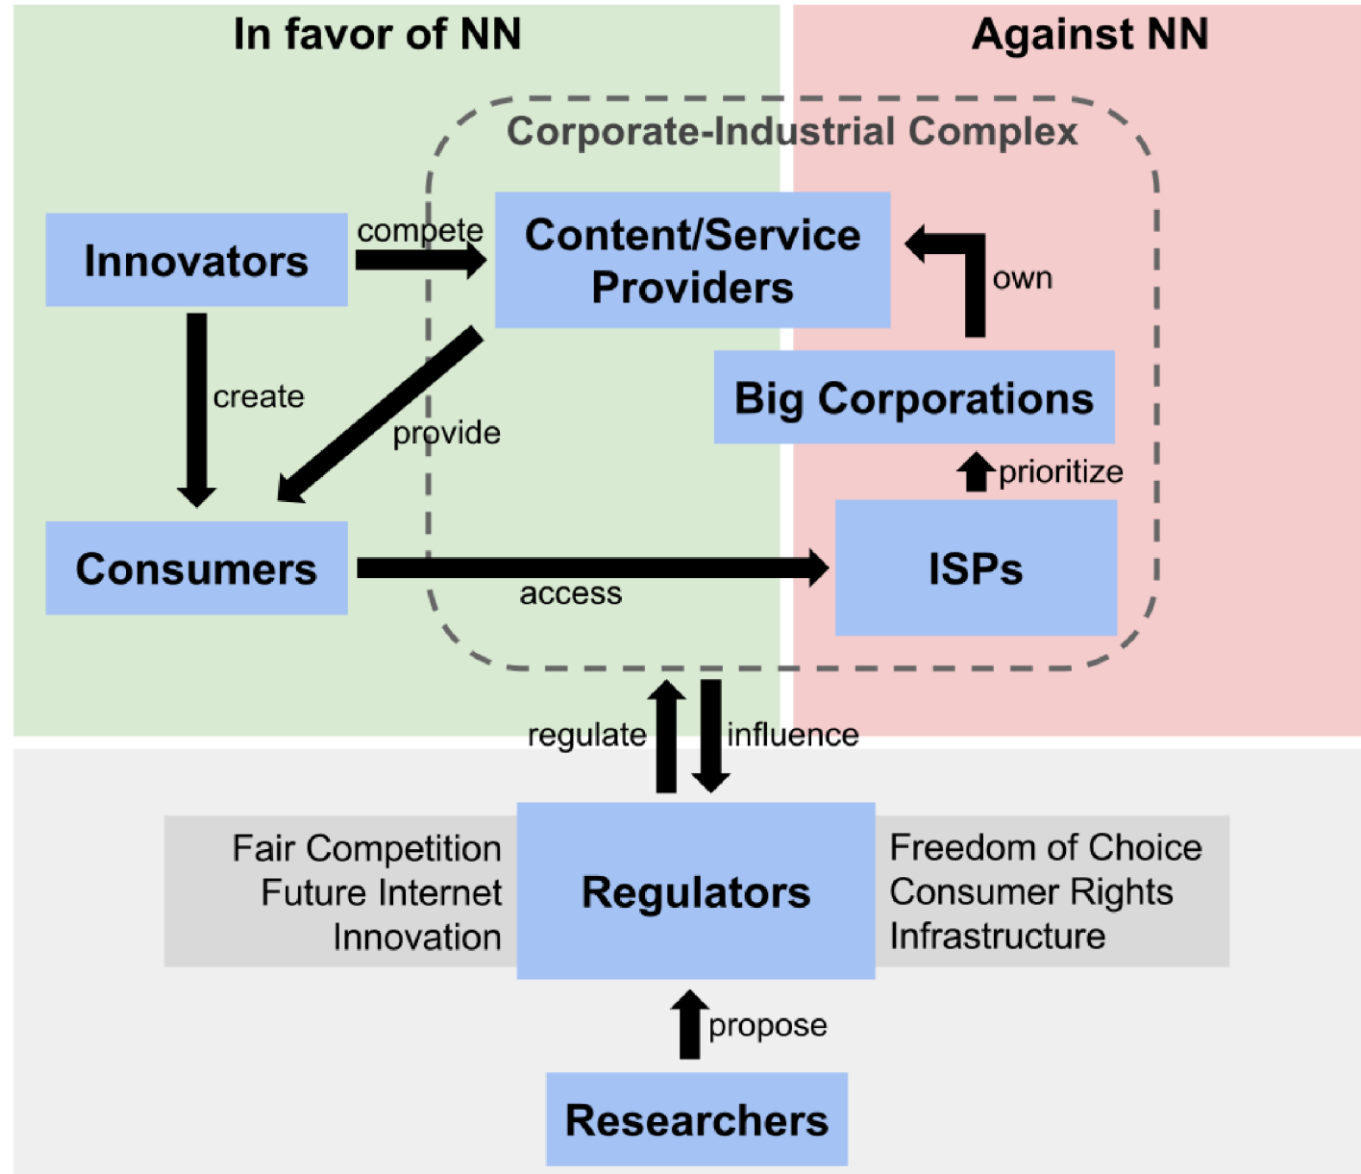 In favor of NN
Against NN
Corporate-Industrial Complex
Innovators
compete
Content/Service
Providers
own
create
provide
Big Corporations
prioritize
Consumers
access
ISPs
regulate
influence
Fair Competition
Future Internet
Innovation
Regulators
Freedom of Choice
Consumer Rights
Infrastructure
propose
Researchers